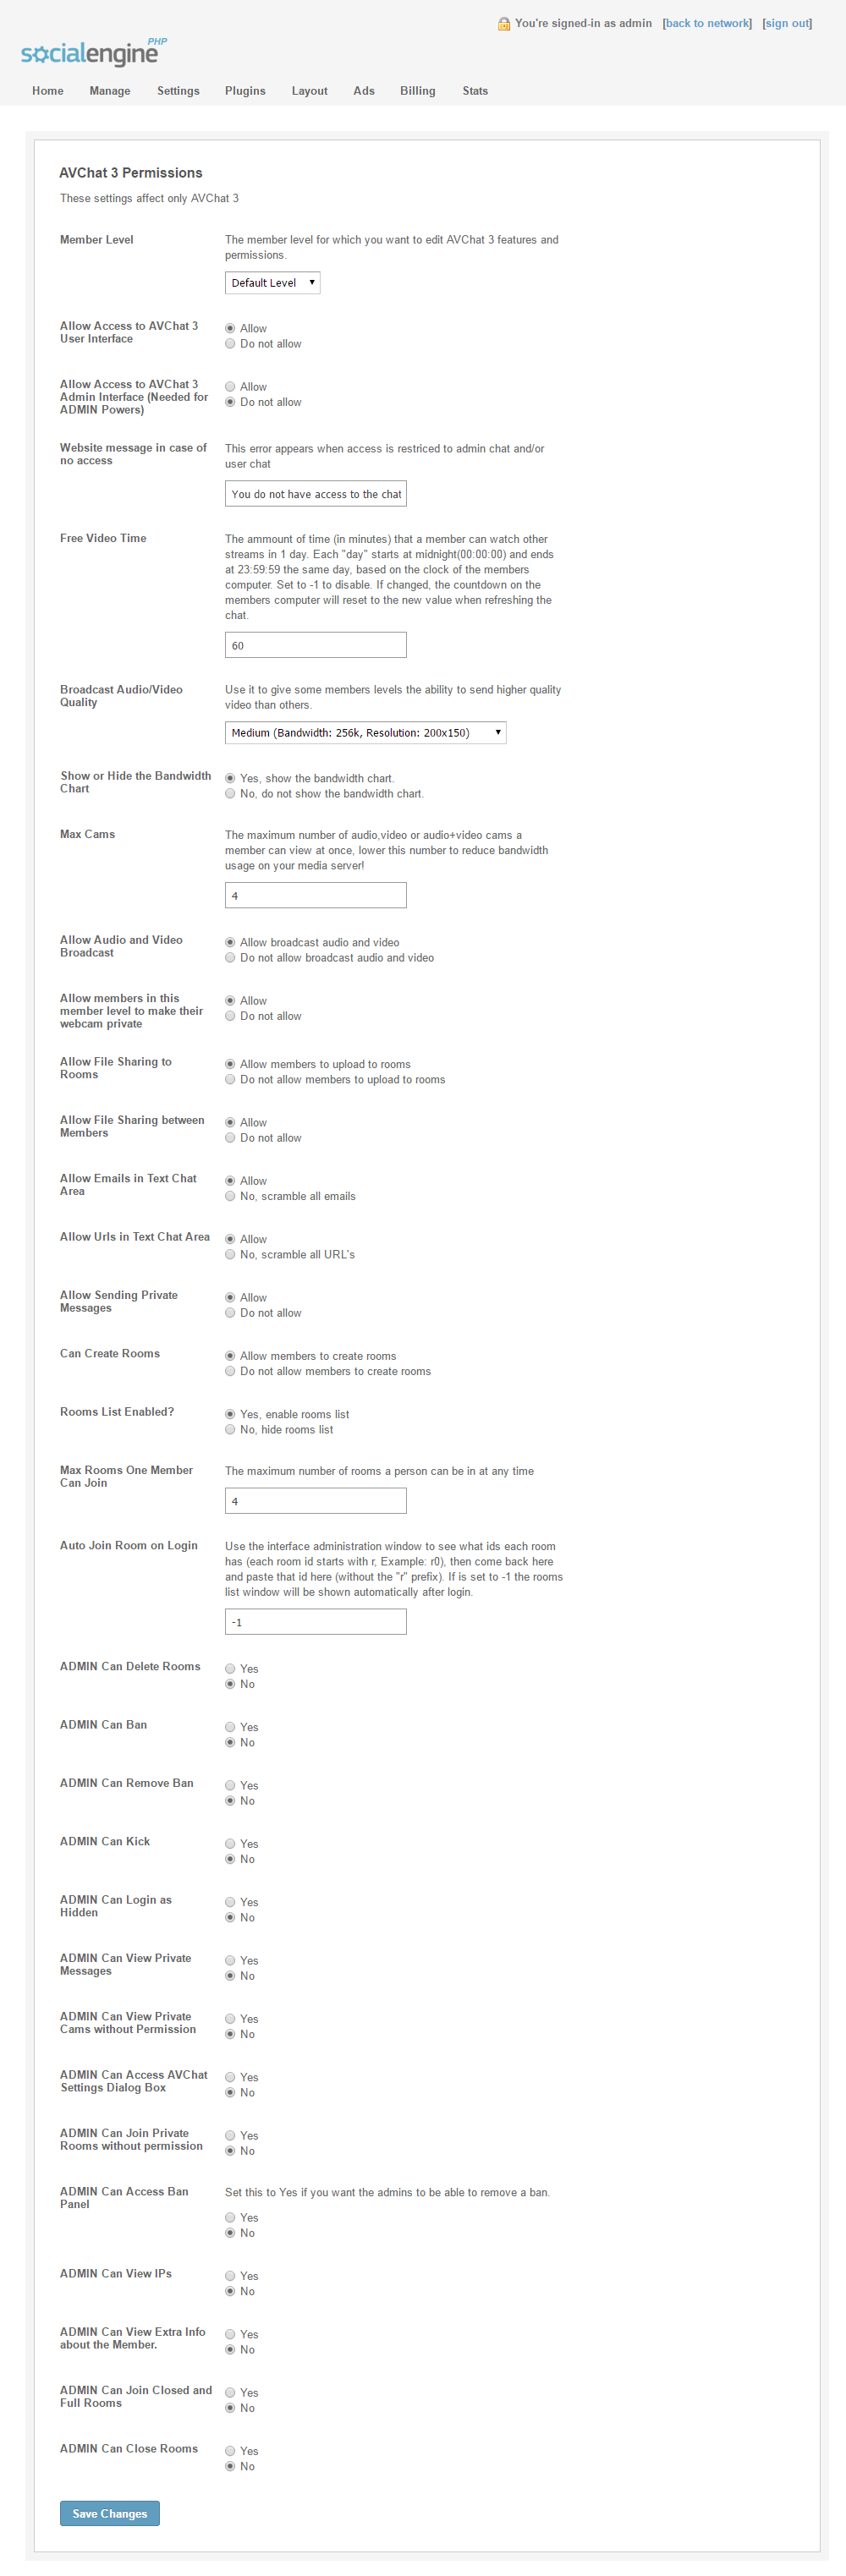 You're signed-in as admin [back to network] [sign out]
socialengine PHP
Home Manage Settings Plugins Layout Ads Billing Stats
AVChat 3 Permissions
These settings affect only AVChat 3
Member Level
The member level for which you want to edit AVChat 3 features and
permissions.
Default Level
Allow Access to AVChat 3
User Interface
Allow
Do not allow
Allow Access to AVChat 3
Admin Interface (Needed for
ADMIN Powers)
Allow
Do not allow
Website message in case of
no access
This error appears when access is restriced to admin chat and/or
user chat
You do not have access to the chat
Free Video Time
The ammount of time (in minutes) that a member can watch other
streams in 1 day. Each "day" starts at midnight(00:00:00) and ends
at 23:59:59 the same day, based on the clock of the members
computer. Set to -1 to disable. If changed, the countdown on the
members computer will reset to the new value when refreshing the
chat.
60
Broadcast Audio/Video
Quality
Use it to give some members levels the ability to send higher quality
video than others.
Medium (Bandwidth: 256k, Resolution: 200x150)
Show or Hide the Bandwidth
Chart
Yes, show the bandwidth chart.
No, do not show the bandwidth chart.
Max Cams
The maximum number of audio,video or audio+video cams a
member can view at once, lower this number to reduce bandwidth
usage on your media server!
4
Allow Audio and Video
Broadcast
Allow broadcast audio and video
Do not allow broadcast audio and video
Allow members in this
member level to make their
webcam private
Allow
Do not allow
Allow File Sharing to
Rooms
Allow members to upload to rooms
Do not allow members to upload to rooms
Allow File Sharing between
Members
Allow
Do not allow
Allow Emails in Text Chat
Area
Allow
No, scramble all emails
Allow Urls in Text Chat Area
Allow
No, scramble all URL's
Allow Sending Private
Messages
Allow
Do not allow
Can Create Rooms
Allow members to create rooms
Do not allow members to create rooms
Rooms List Enabled?
Yes, enable rooms list
No, hide rooms list
Max Rooms One Member
Can Join
The maximum number of rooms a person can be in at any time
4
Auto Join Room on Login
Use the interface administration window to see what ids each room
has (each room id starts with r, Example: r0), then come back here
and paste that id here (without the "r" prefix). If is set to -1 the rooms
list window will be shown automatically after login.
-1
ADMIN Can Delete Rooms
Yes
No
ADMIN Can Ban
Yes
No
ADMIN Can Remove Ban
Yes
No
ADMIN Can Kick
Yes
No
ADMIN Can Login as
Hidden
Yes
No
ADMIN Can View Private
Messages
Yes
No
ADMIN Can View Private
Cams without Permission
Yes
No
ADMIN Can Access AVChat
Settings Dialog Box
Yes
No
ADMIN Can Join Private
Rooms without permission
Yes
No
ADMIN Can Access Ban
Panel
Set this to Yes if you want the admins to be able to remove a ban.
Yes
No
ADMIN Can View IPs
Yes
No
ADMIN Can View Extra Info
about the Member.
Yes
No
ADMIN Can Join Closed and
Full Rooms
Yes
No
ADMIN Can Close Rooms
Yes
No
Save Changes